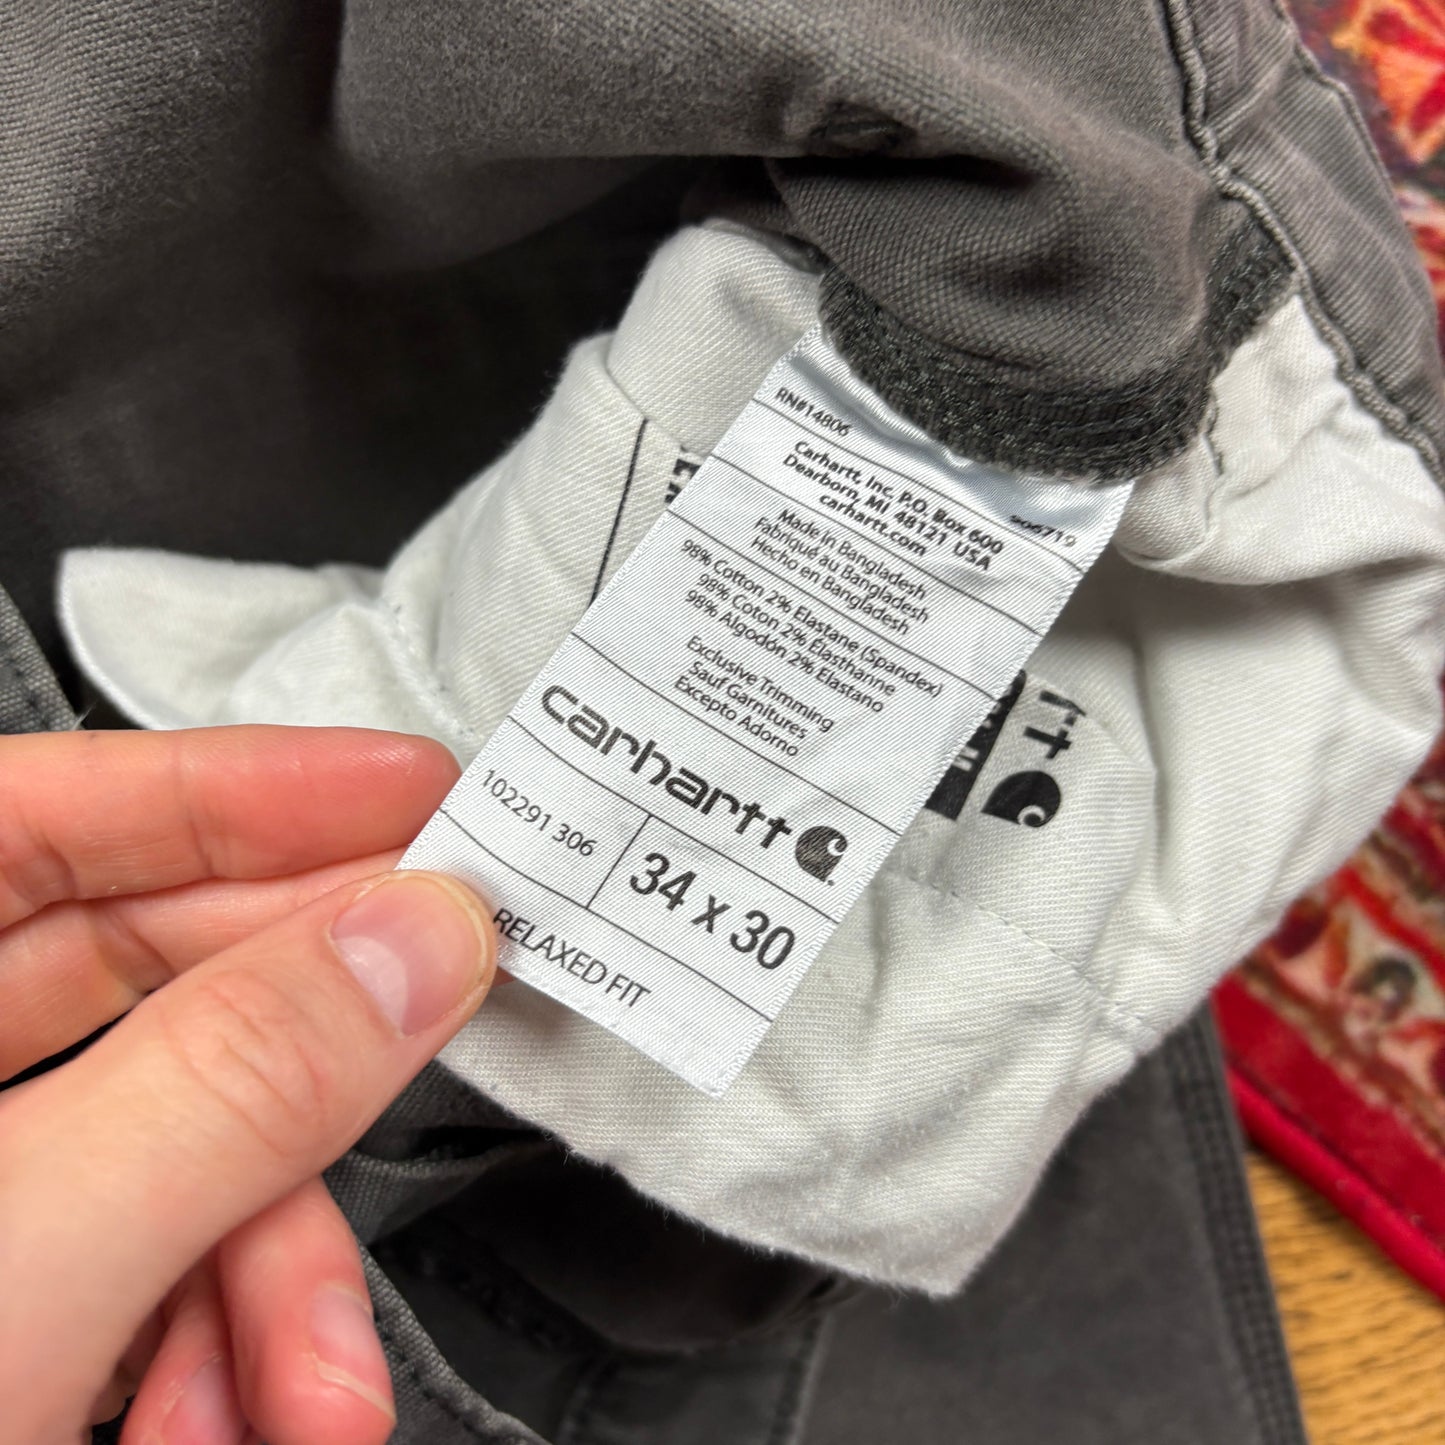 RN#14806
906719
Carhartt, Inc. P.O. Box 600
Dearborn, MI 48121 USA
carhartt.com
Made in Bangladesh
Fabriqué au Bangladesh
Hecho en Bangladesh
98% Cotton 2% Elastane (Spandex)
98% Coton 2% Elasthanne
98% Algodon 2% Elastano
Exclusive Trimming
Sauf Garnitures
Excepto Adorno
carhartt
102291 306
34 x 30
RELAXED FIT